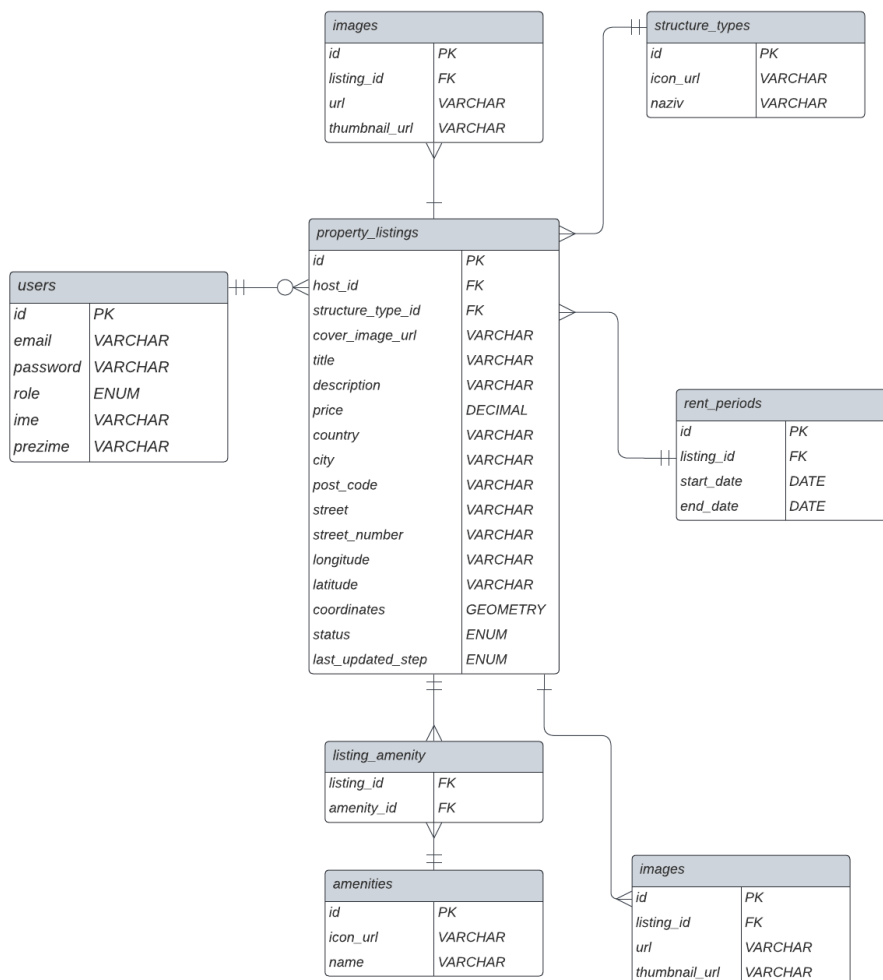 images
id PK
listing_id FK
url VARCHAR
thumbnail_url VARCHAR
structure_types
id PK
icon_url VARCHAR
naziv VARCHAR
property_listings
id PK
host_id FK
structure_type_id FK
cover_image_url VARCHAR
title VARCHAR
description VARCHAR
price DECIMAL
country VARCHAR
city VARCHAR
post_code VARCHAR
street VARCHAR
street_number VARCHAR
longitude VARCHAR
latitude VARCHAR
coordinates GEOMETRY
status ENUM
last_updated_step ENUM
users
id PK
email VARCHAR
password VARCHAR
role ENUM
ime VARCHAR
prezime VARCHAR
rent_periods
id PK
listing_id FK
start_date DATE
end_date DATE
listing_amenity
listing_id FK
amenity_id FK
amenities
id PK
icon_url VARCHAR
name VARCHAR
images
id PK
listing_id FK
url VARCHAR
thumbnail_url VARCHAR